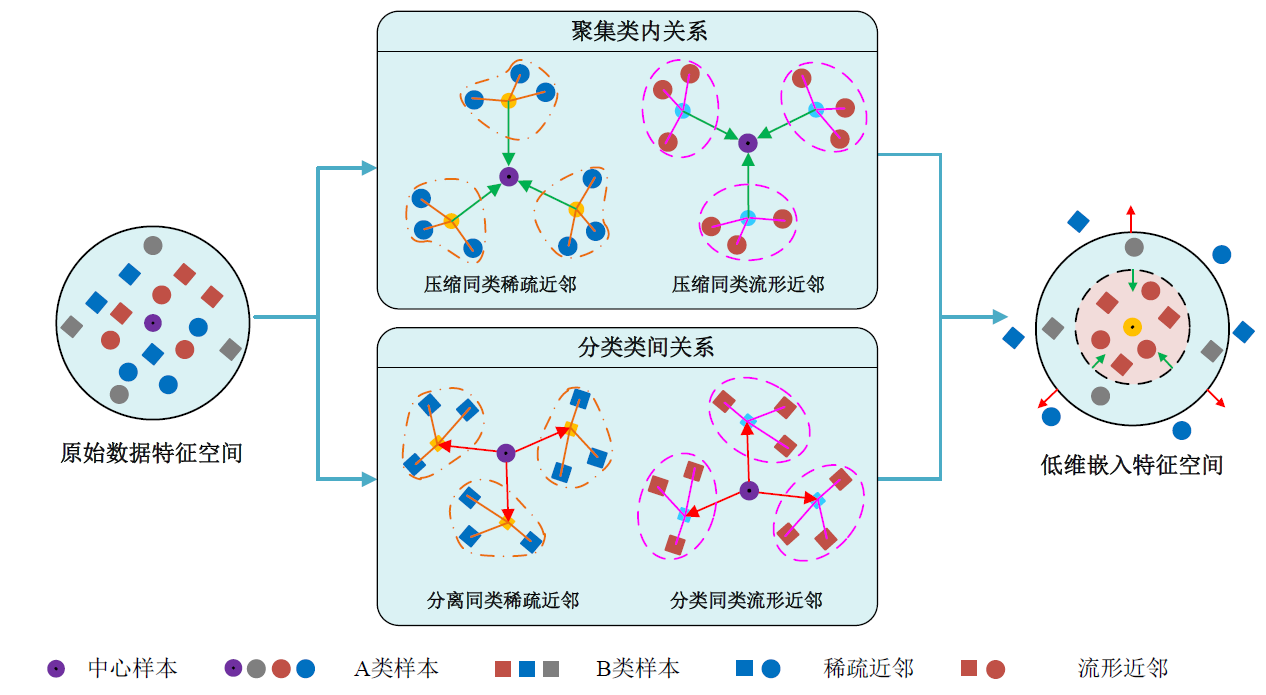 聚集类内关系
压缩同类稀疏近邻
压缩同类流形近邻
原始数据特征空间
分类类间关系
分离同类稀疏近邻
分类同类流形近邻
低维嵌入特征空间
中心样本
A类样本
B类样本
稀疏近邻
流形近邻